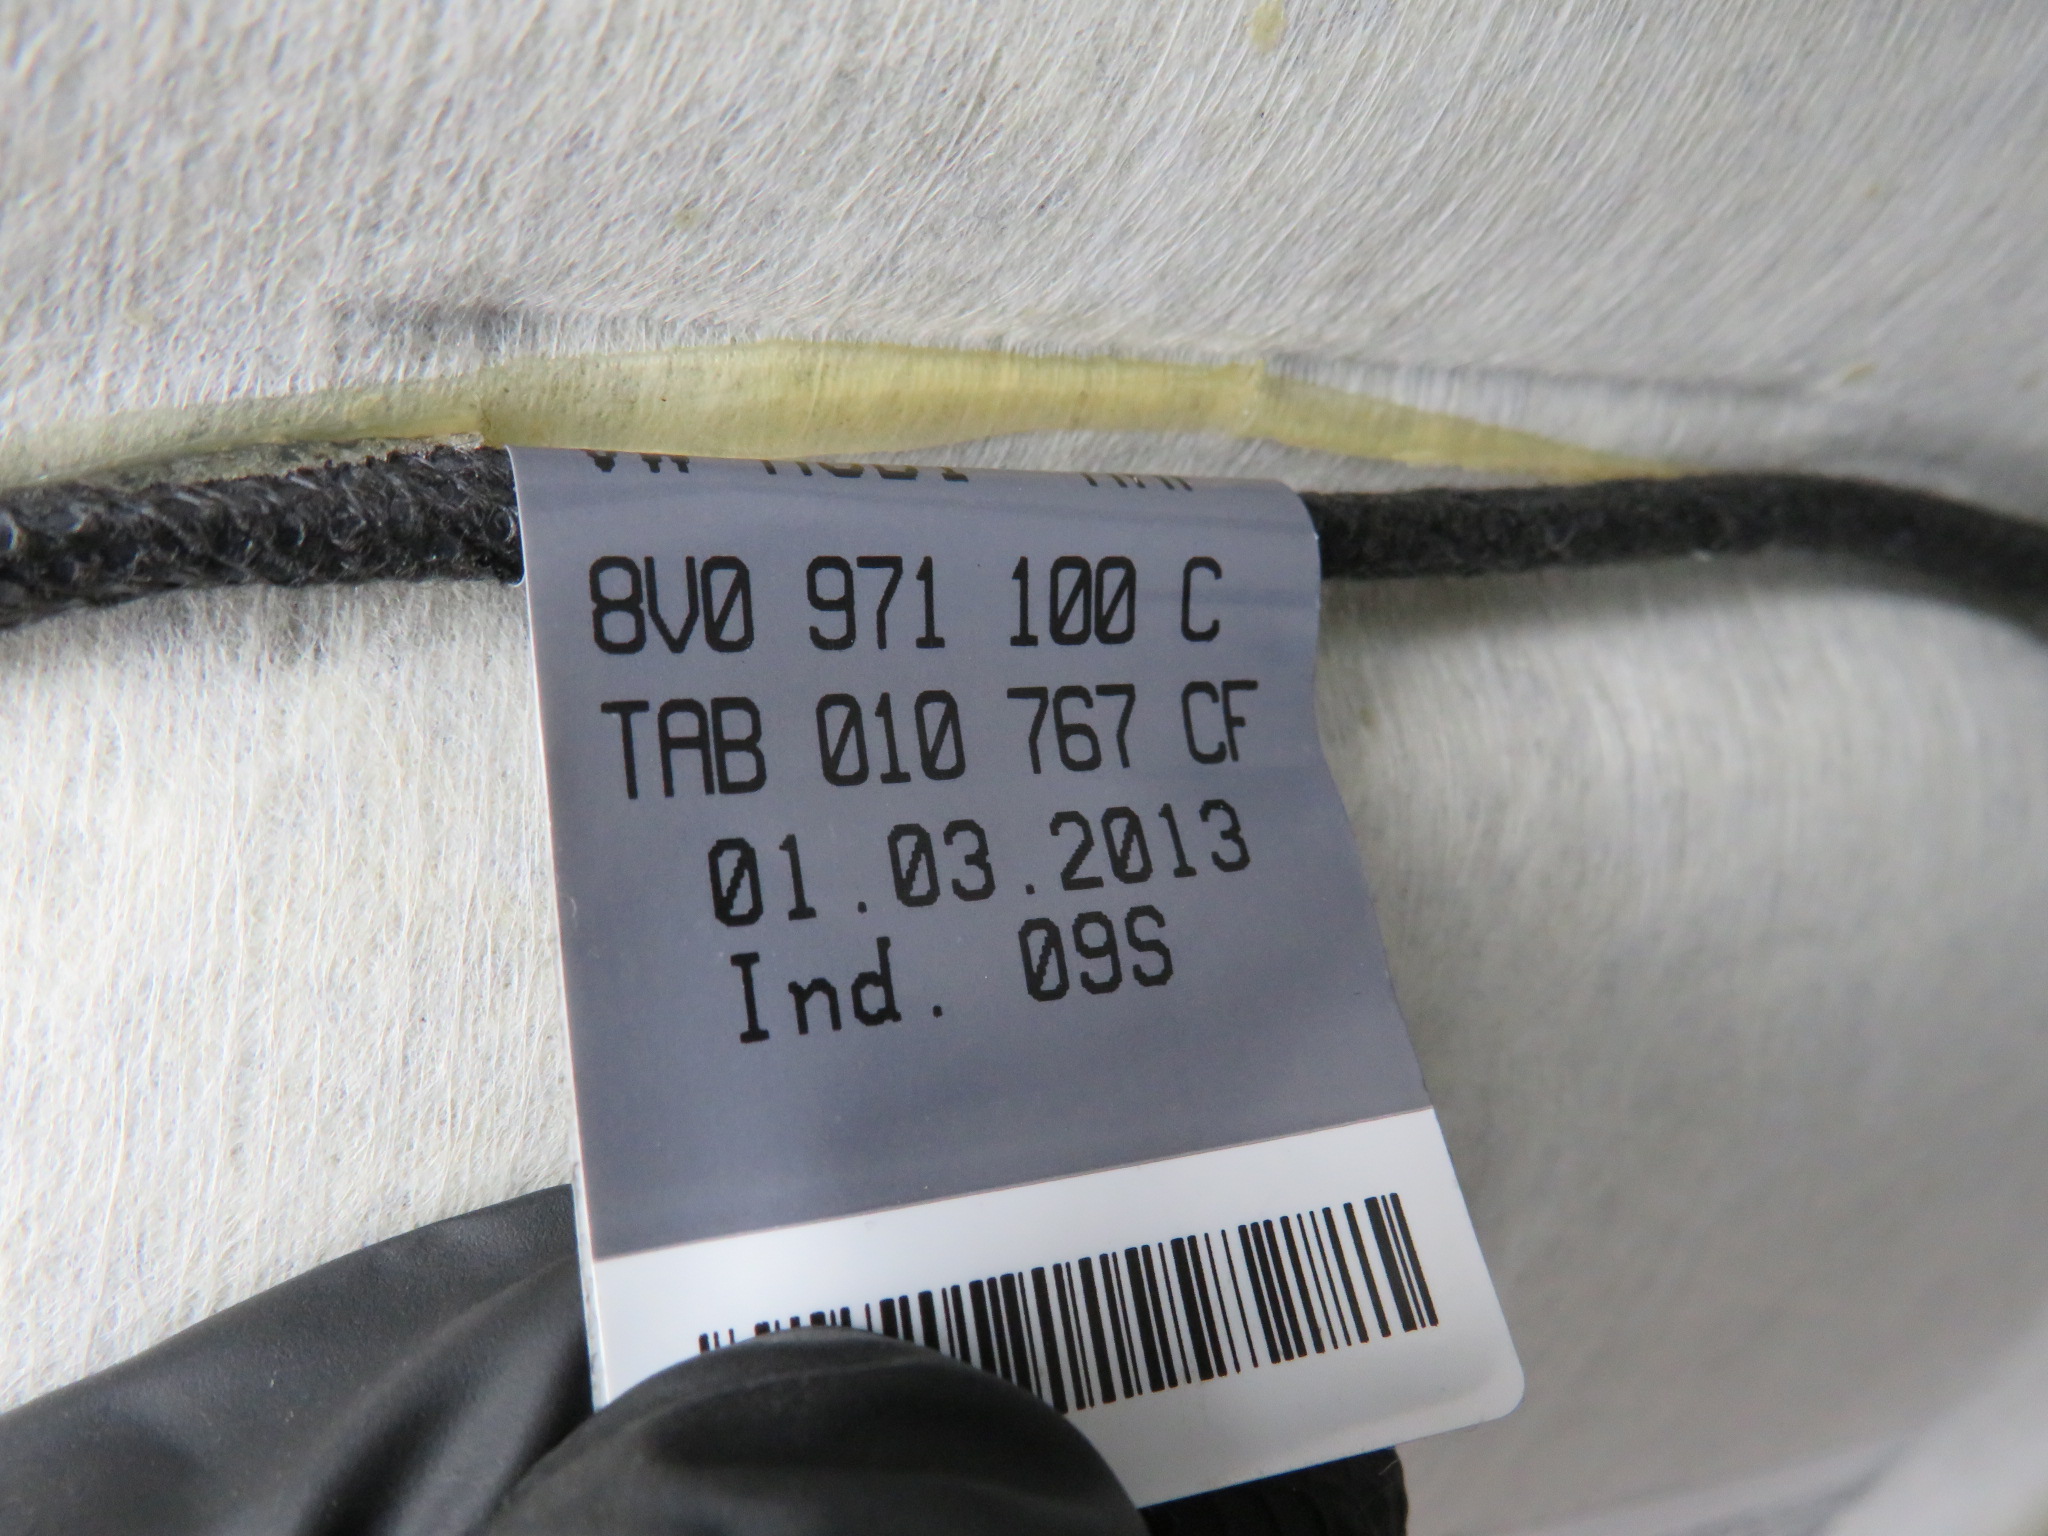 8V0 971 100 C
TAB 010 767 CF
01.03.2013
Ind. 09S